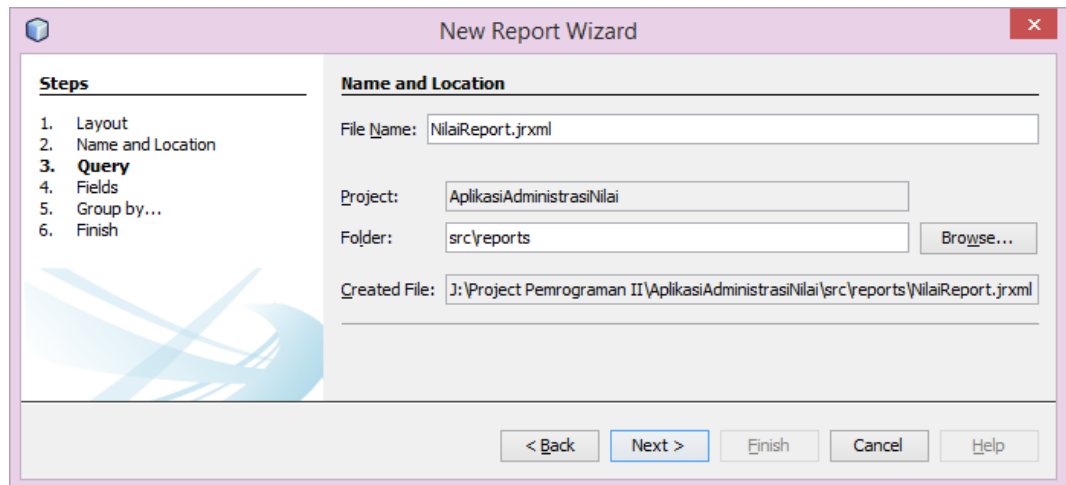 New Report Wizard
Steps
1. Layout
2. Name and Location
3. Query
4. Fields
5. Group by...
6. Finish
Name and Location
File Name: NilaiReport.jrxml
Project: AplikasiAdministrasiNilai
Folder: src\reports Browse...
Created File: J:\Project Pemrograman II\AplikasiAdministrasiNilai\src\reports\NilaiReport.jrxml
< Back Next > Finish Cancel Help